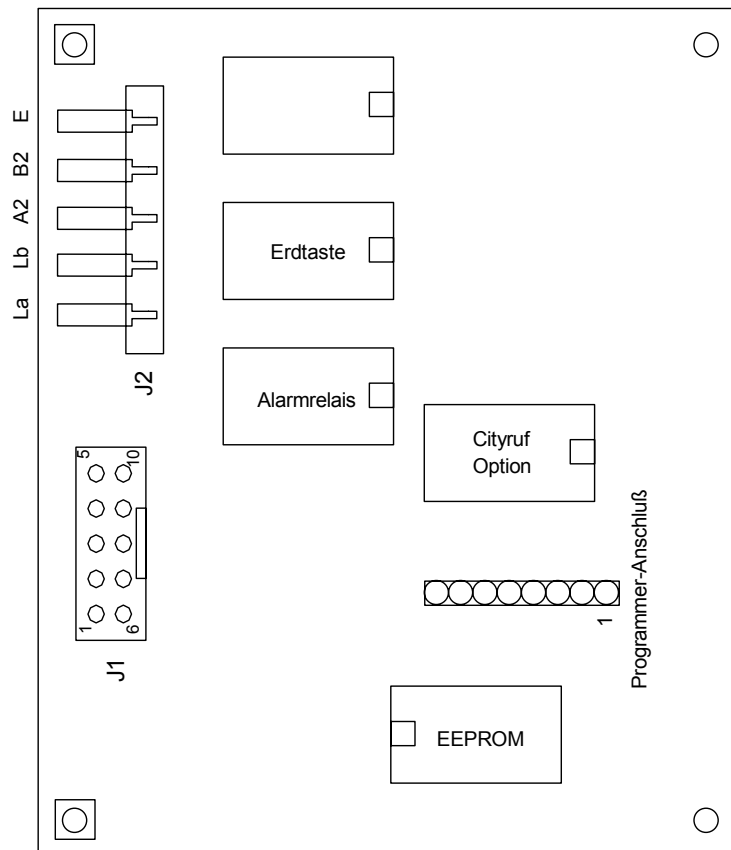 E
B2
A2
Lb
La
J2
Erdtaste
Alarmrelais
Cityruf
Option
5
10
1
6
J1
1
Programmer-Anschluß
EEPROM